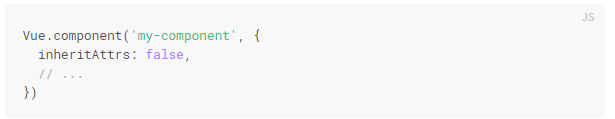 JS
Vue.component('my-component', {
  inheritAttrs: false,
  // ...
})